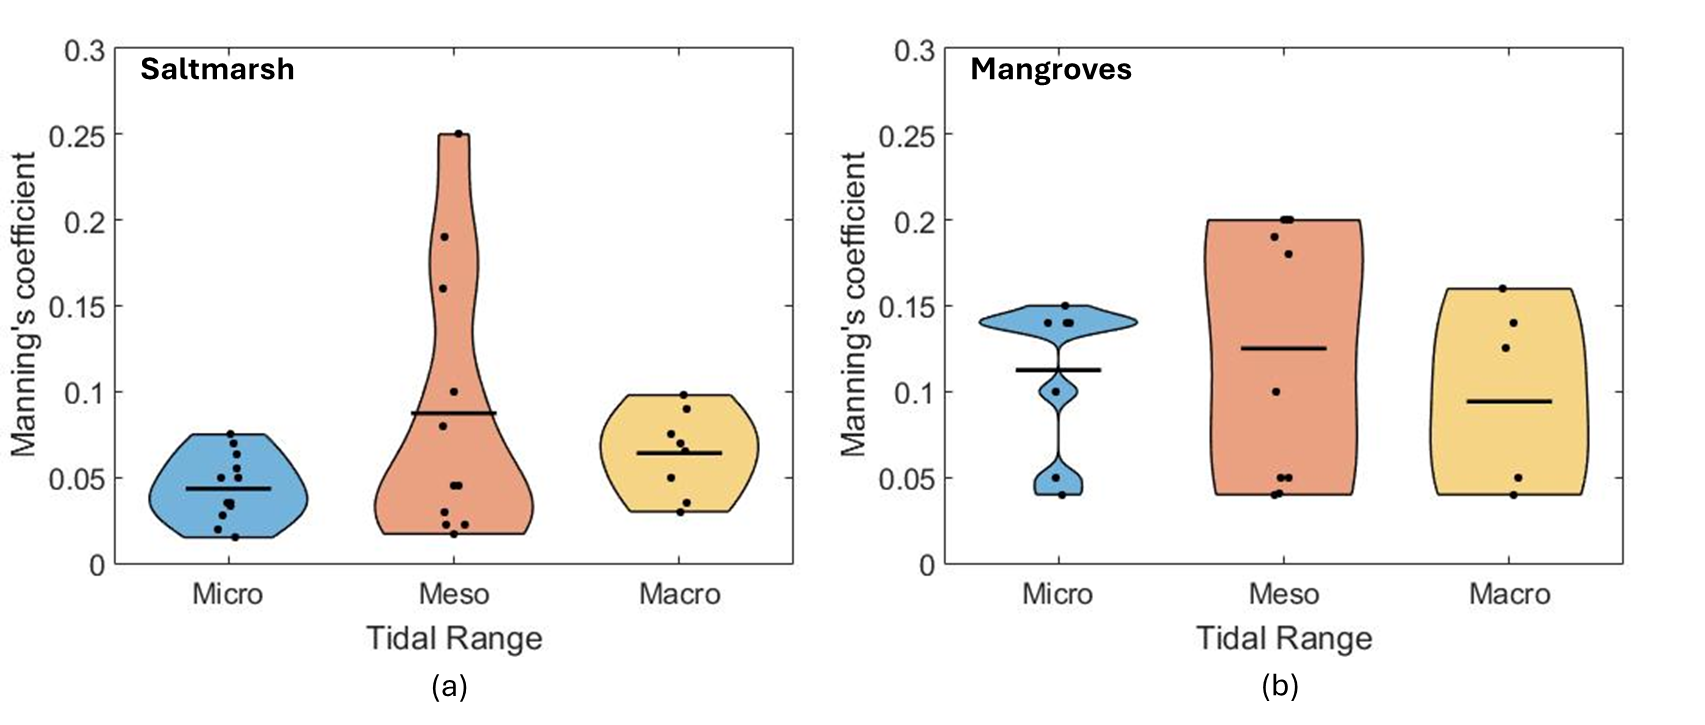 Saltmarsh
0.3
0.25
0.2
0.15
0.1
0.05
0
Manning's coefficient
Micro Meso Macro
Tidal Range
(a)
Mangroves
0.3
0.25
0.2
0.15
0.1
0.05
0
Manning's coefficient
Micro Meso Macro
Tidal Range
(b)